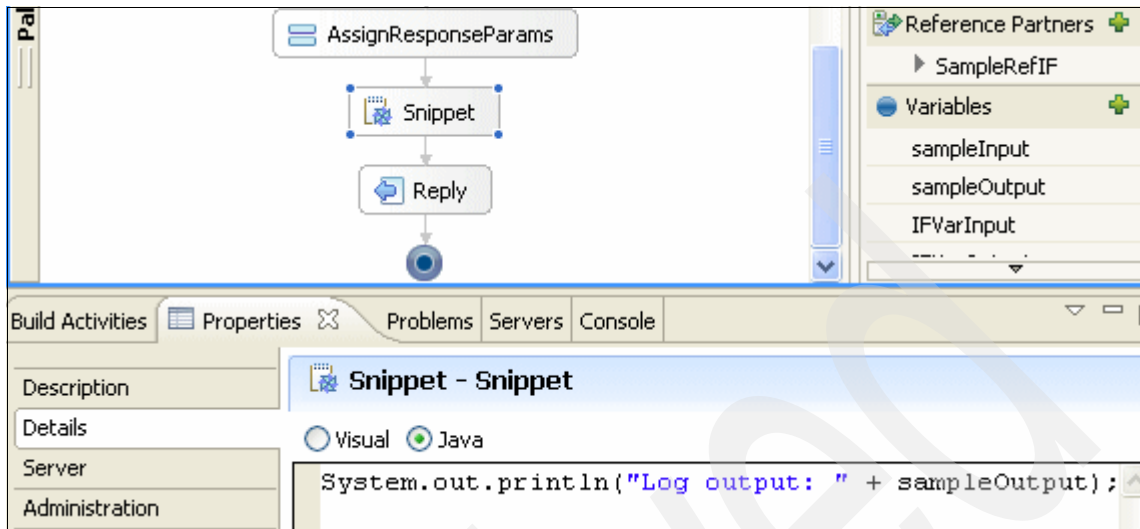 Pal
AssignResponseParams
Snippet
Reply
Reference Partners
SampleRefIF
Variables
sampleInput
sampleOutput
IFVarInput
Build Activities
Properties
Problems
Servers
Console
Description
Details
Server
Administration
Snippet - Snippet
Visual
Java
System.out.println("Log output: " + sampleOutput);